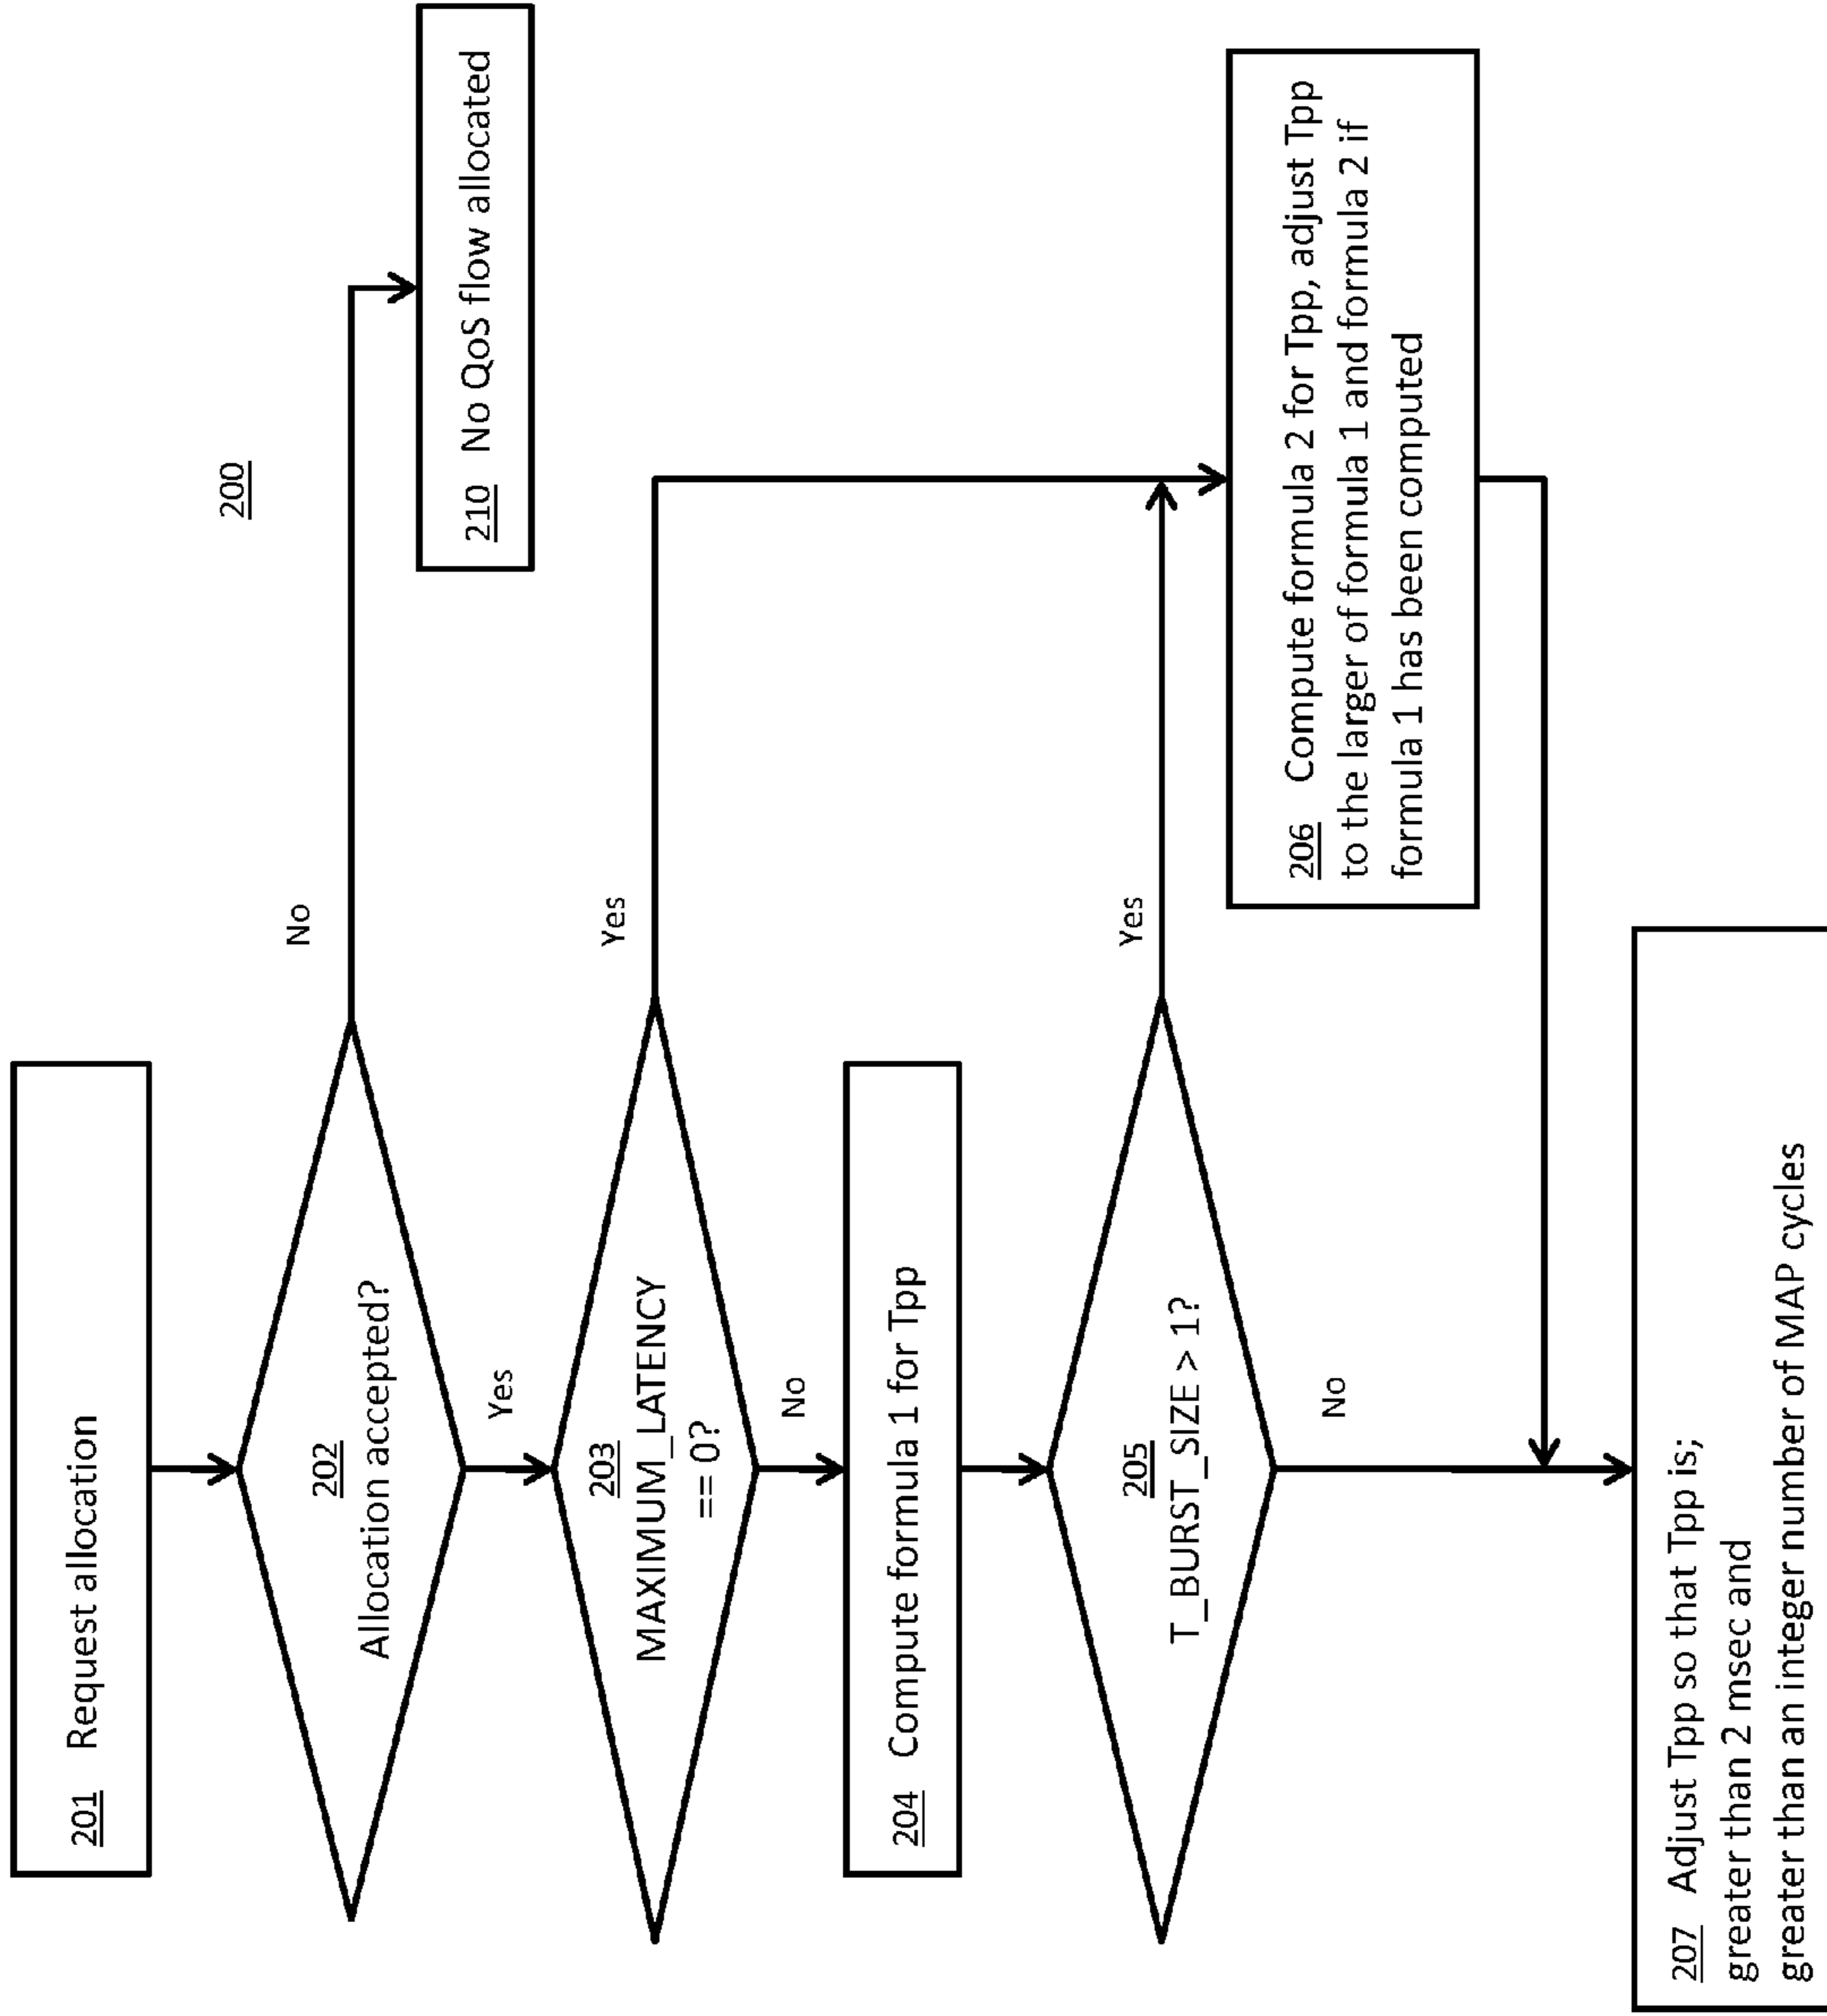 200
201 Request allocation
202
Allocation accepted?
No
210 No QoS flow allocated
Yes
203
MAXIMUM_LATENCY
== 0?
Yes
No
204 Compute formula 1 for Tpp
205
T_BURST_SIZE > 1?
Yes
No
206 Compute formula 2 for Tpp, adjust Tpp
to the larger of formula 1 and formula 2 if
formula 1 has been computed
207 Adjust Tpp so that Tpp is;
greater than 2 msec and
greater than an integer number of MAP cycles